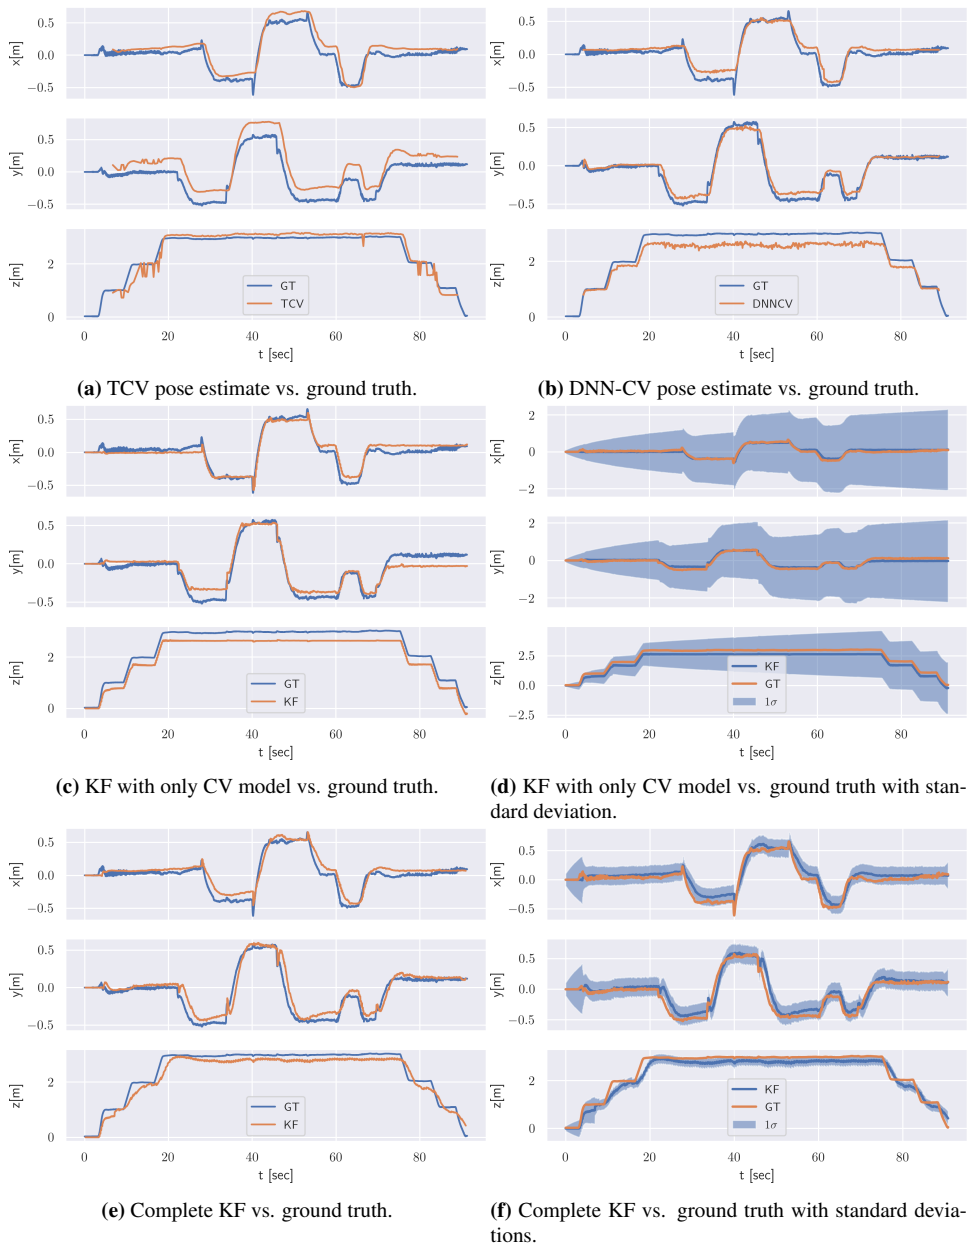 0.5
0.0
−0.5
x[m]
0.5
0.0
−0.5
y[m]
2
0
z[m]
GT
TCV
0 20 40 60 80
t [sec]
(a) TCV pose estimate vs. ground truth.
0.5
0.0
−0.5
x[m]
0.5
0.0
−0.5
y[m]
2
0
z[m]
GT
DNNCV
0 20 40 60 80
t [sec]
(b) DNN-CV pose estimate vs. ground truth.
0.5
0.0
−0.5
x[m]
0.5
0.0
−0.5
y[m]
2
0
z[m]
GT
KF
0 20 40 60 80
t [sec]
(c) KF with only CV model vs. ground truth.
2
0
−2
x[m]
2
0
−2
y[m]
2.5
0.0
−2.5
z[m]
KF
GT
1σ
0 20 40 60 80
t [sec]
(d) KF with only CV model vs. ground truth with stan-
dard deviation.
0.5
0.0
−0.5
x[m]
0.5
0.0
−0.5
y[m]
2
0
z[m]
GT
KF
0 20 40 60 80
t [sec]
(e) Complete KF vs. ground truth.
0.5
0.0
−0.5
x[m]
0.5
0.0
−0.5
y[m]
2
0
z[m]
KF
GT
1σ
0 20 40 60 80
t [sec]
(f) Complete KF vs. ground truth with standard devia-
tions.